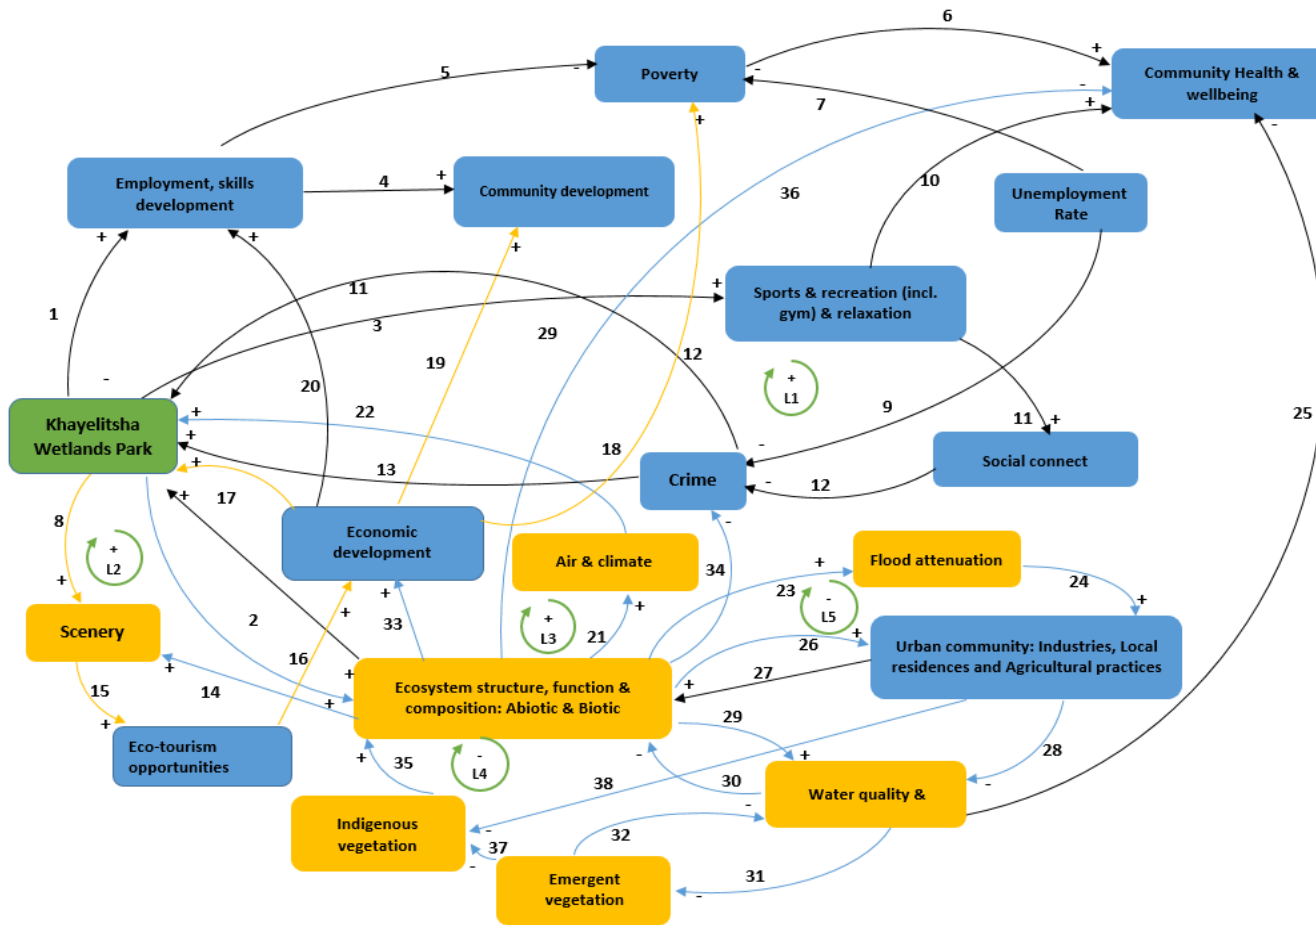 6
+
Poverty
-
-
5
Community Health &
wellbeing
-
+
-
7
+
Employment, skills
development
4
+
Community development
36
10
Unemployment
Rate
+
+
+
1
11
3
+
Sports & recreation (incl.
gym) & relaxation
29
19
12
20
-
22
+
L1
9
11
+
25
Khayelitsha
Wetlands Park
+
+
+
+
17
13
18
Crime
-
-
12
Social connect
8
Economic
development
-
34
Air & climate
Flood attenuation
+
24
+
+
L2
+
+
33
+
+
L3
21
+
23
-
L5
+
26
Scenery
2
16
+
14
+
+
Ecosystem structure, function &
composition: Abiotic & Biotic
+
+
27
Urban community: Industries, Local
residences and Agricultural practices
15
+
Eco-tourism
opportunities
+
35
-
L4
29
-
+
30
28
-
38
Water quality &
-
Indigenous
vegetation
-
37
-
32
Emergent
vegetation
31
-